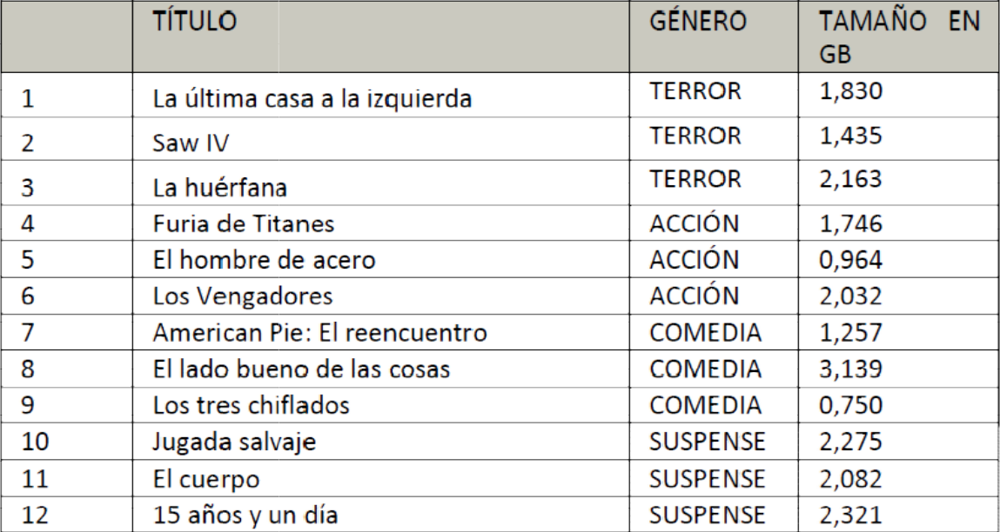 TÍTULO GÉNERO TAMAÑO EN
GB
1 La última casa a la izquierda TERROR 1,830
2 Saw IV TERROR 1,435
3 La huérfana TERROR 2,163
4 Furia de Titanes ACCIÓN 1,746
5 El hombre de acero ACCIÓN 0,964
6 Los Vengadores ACCIÓN 2,032
7 American Pie: El reencuentro COMEDIA 1,257
8 El lado bueno de las cosas COMEDIA 3,139
9 Los tres chiflados COMEDIA 0,750
10 Jugada salvaje SUSPENSE 2,275
11 El cuerpo SUSPENSE 2,082
12 15 años y un día SUSPENSE 2,321